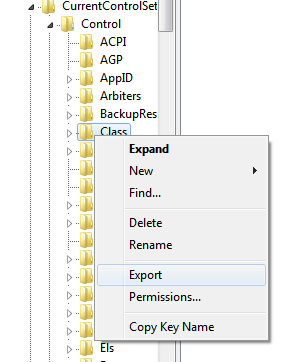 CurrentControlSet
Control
ACPI
AGP
AppID
Arbiters
BackupRes
Class
Expand
New
Find...
Delete
Rename
Export
Permissions...
Copy Key Name
Els